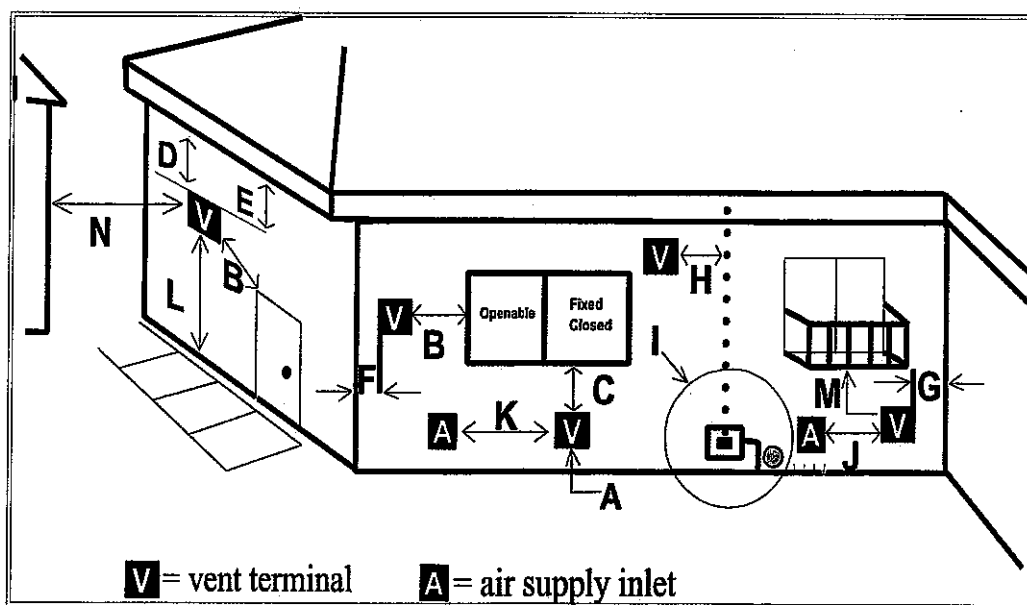 D
E
N
V
L
B
V
H
V
B
Openable
Fixed
Closed
F
C
I
M
G
A
K
V
A
J
V
A
V = vent terminal
A = air supply inlet